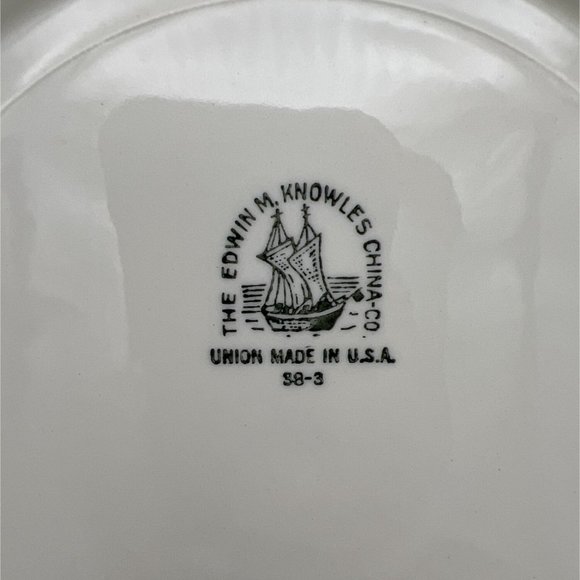 THE EDWIN M. KNOWLES CHINA-CO.
UNION MADE IN U.S.A.
38-3